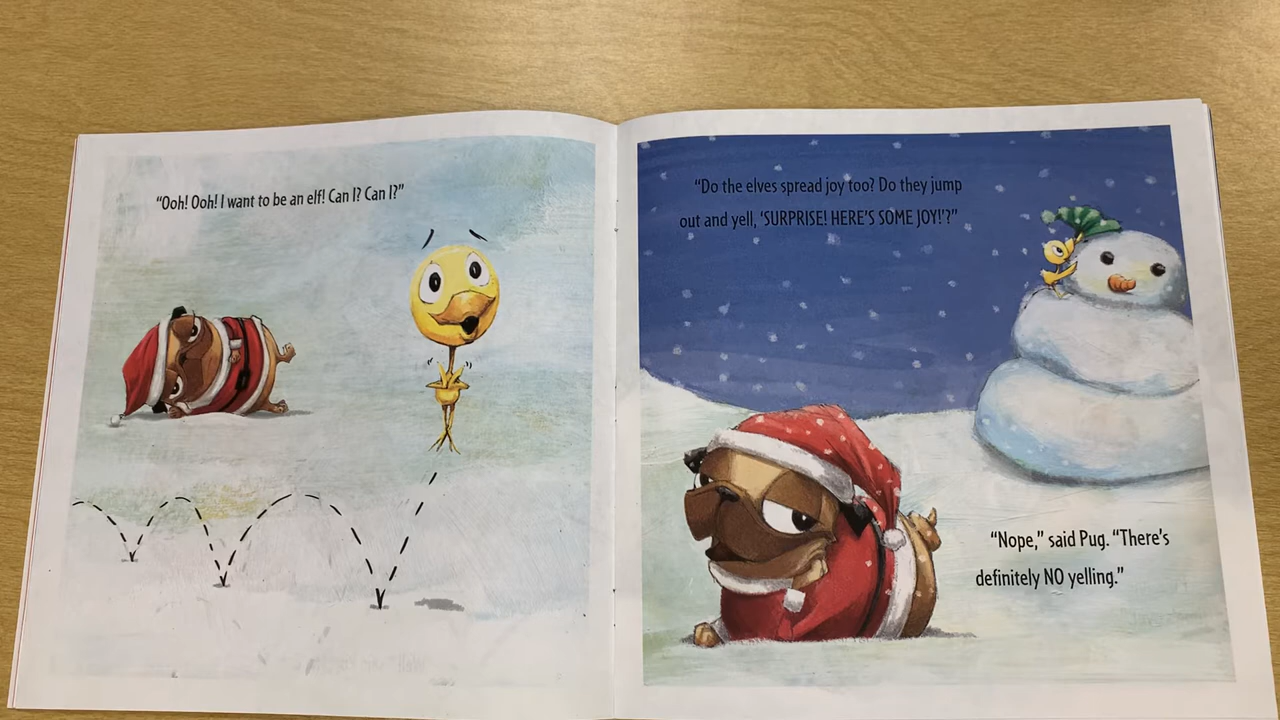 “Ooh! Ooh! I want to be an elf! Can I? Can I?”
“Do the elves spread joy too? Do they jump
out and yell, ‘SURPRISE! HERE’S SOME JOY!’?”
“Nope,” said Pug. “There’s
definitely NO yelling.”